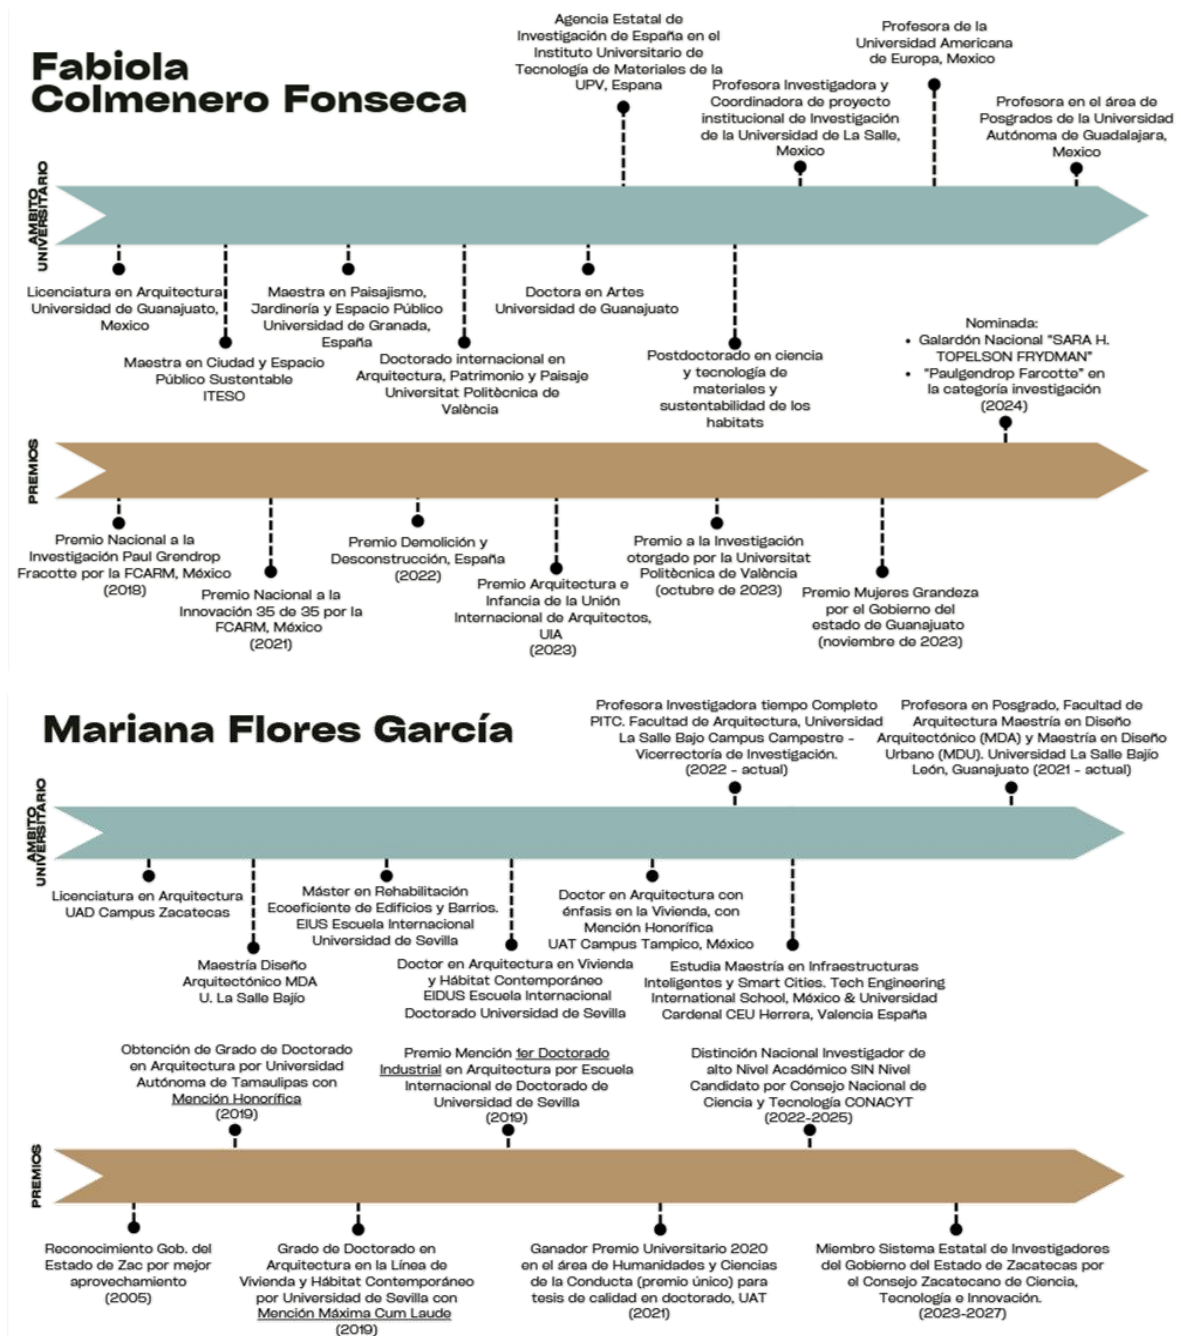 Fabiola
Colmenero Fonseca
Agencia Estatal de
Investigación de España en el
Instituto Universitario de
Tecnología de Materiales de la
UPV, Espana
Profesora Investigadora y
Coordinadora de proyecto
institucional de Investigación
de la Universidad de La Salle,
Mexico
Profesora de la
Universidad Americana
de Europa, Mexico
Profesora en el área de
Posgrados de la Universidad
Autónoma de Guadalajara,
Mexico
AMBITO
UNIVERSITARIO
Licenciatura en Arquitectura
Universidad de Guanajuato,
Mexico
Maestra en Ciudad y Espacio
Público Sustentable
ITESO
Maestra en Paisajismo,
Jardinería y Espacio Público
Universidad de Granada,
España
Doctorado internacional en
Arquitectura, Patrimonio y Paisaje
Universitat Politècnica de
València
Doctora en Artes
Universidad de Guanajuato
Postdoctorado en ciencia
y tecnología de
materiales y
sustentabilidad de los
habitats
Nominada:
• Galardón Nacional "SARA H.
TOPELSON FRYDMAN"
• "Paulgendrop Farcotte" en
la categoría investigación
(2024)
PREMIOS
Premio Nacional a la
Investigación Paul Grendrop
Fracotte por la FCARM, México
(2018)
Premio Nacional a la
Innovación 35 de 35 por la
FCARM, México
(2021)
Premio Demolición y
Desconstrucción, España
(2022)
Premio Arquitectura e
Infancia de la Unión
Internacional de Arquitectos,
UIA
(2023)
Premio a la Investigación
otorgado por la Universitat
Politècnica de València
(octubre de 2023)
Premio Mujeres Grandeza
por el Gobierno del
estado de Guanajuato
(noviembre de 2023)
Mariana Flores García
Profesora Investigadora tiempo Completo
PITC. Facultad de Arquitectura, Universidad
La Salle Bajo Campus Campestre -
Vicerrectoría de Investigación.
(2022 - actual)
Profesora en Posgrado, Facultad de
Arquitectura Maestría en Diseño
Arquitectónico (MDA) y Maestría en Diseño
Urbano (MDU). Universidad La Salle Bajío
León, Guanajuato (2021 - actual)
AMBITO
UNIVERSITARIO
Licenciatura en Arquitectura
UAD Campus Zacatecas
Maestría Diseño
Arquitectónico MDA
U. La Salle Bajío
Máster en Rehabilitación
Ecoeficiente de Edificios y Barrios.
EIUS Escuela Internacional
Universidad de Sevilla
Doctor en Arquitectura en Vivienda
y Hábitat Contemporáneo
EIDUS Escuela Internacional
Doctorado Universidad de Sevilla
Doctor en Arquitectura con
énfasis en la Vivienda, con
Mención Honorífica
UAT Campus Tampico, México
Estudia Maestría en Infraestructuras
Inteligentes y Smart Cities. Tech Engineering
International School, México & Universidad
Cardenal CEU Herrera, Valencia España
Obtención de Grado de Doctorado
en Arquitectura por Universidad
Autónoma de Tamaulipas con
Mención Honorífica
(2019)
Premio Mención 1er Doctorado
Industrial en Arquitectura por Escuela
Internacional de Doctorado de
Universidad de Sevilla
(2019)
Distinción Nacional Investigador de
alto Nivel Académico SIN Nivel
Candidato por Consejo Nacional de
Ciencia y Tecnología CONACYT
(2022-2025)
PREMIOS
Reconocimiento Gob. del
Estado de Zac por mejor
aprovechamiento
(2005)
Grado de Doctorado en
Arquitectura en la Línea de
Vivienda y Hábitat Contemporáneo
por Universidad de Sevilla con
Mención Máxima Cum Laude
(2019)
Ganador Premio Universitario 2020
en el área de Humanidades y Ciencias
de la Conducta (premio único) para
tesis de calidad en doctorado, UAT
(2021)
Miembro Sistema Estatal de Investigadores
del Gobierno del Estado de Zacatecas por
el Consejo Zacatecano de Ciencia,
Tecnología e Innovación.
(2023-2027)